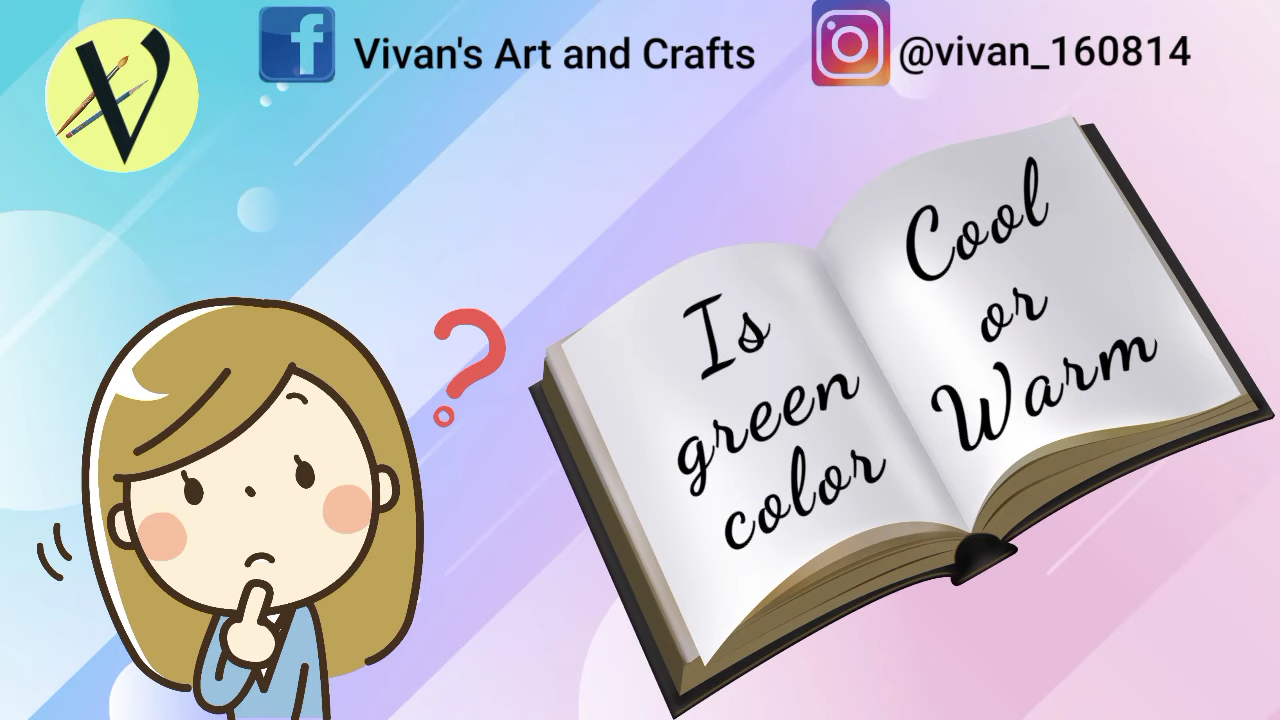 V
Vivan's Art and Crafts
@vivan_160814
Is
green
color
Cool
or
Warm
?